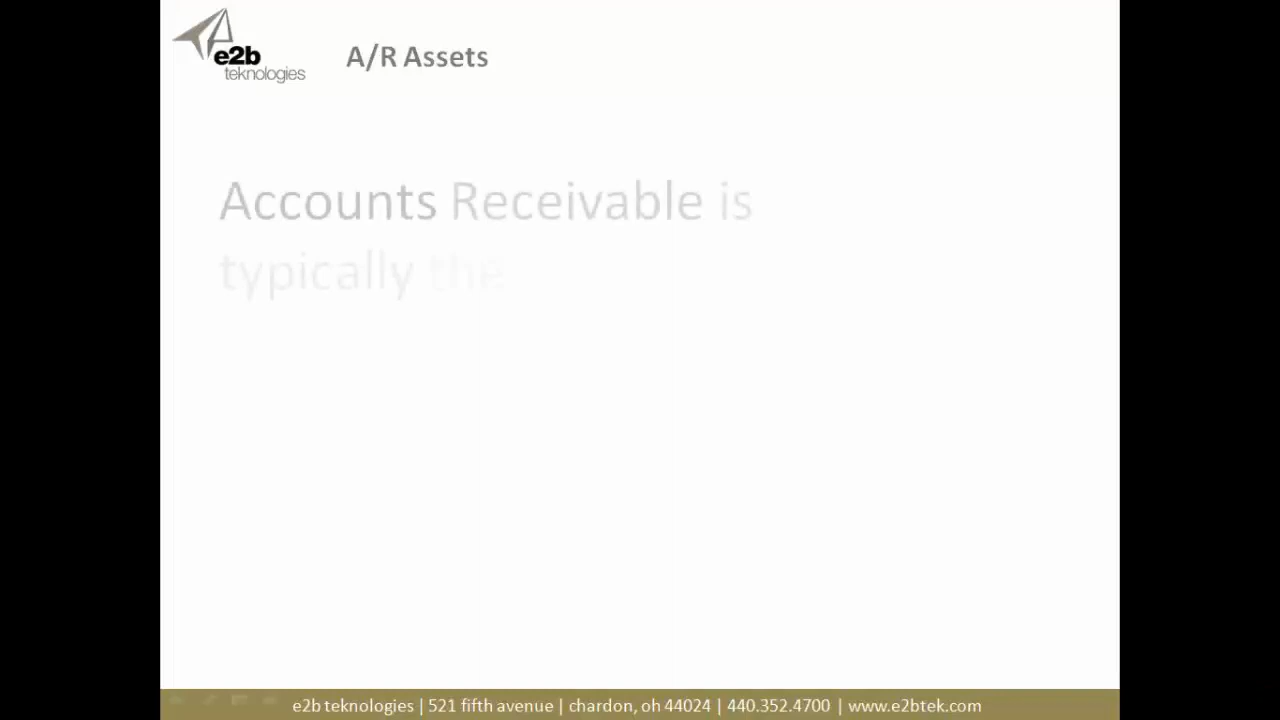 e2b
teknologies
A/R Assets
Accounts Receivable is
typically the
e2b teknologies | 521 fifth avenue | chardon, oh 44024 | 440.352.4700 | www.e2btek.com